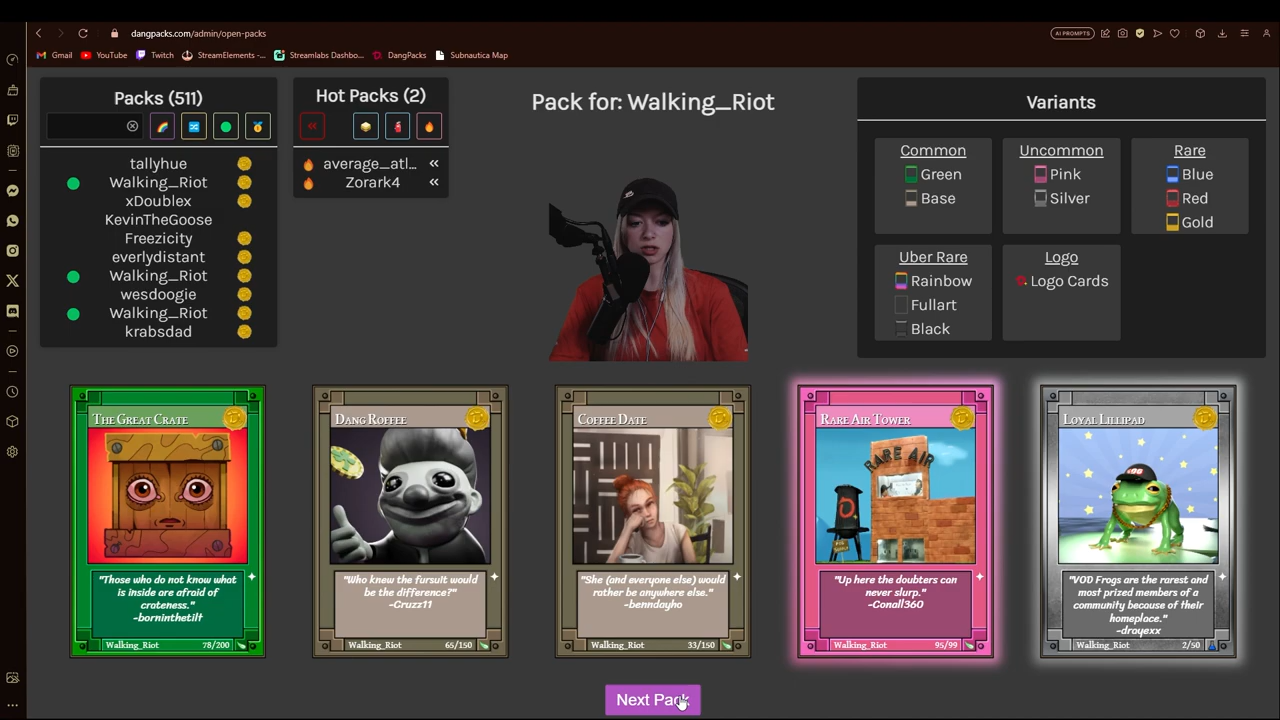 dangpacks.com/admin/open-packs
AI PROMPTS
Gmail YouTube Twitch StreamElements -... Streamlabs Dashbo... DangPacks Subnautica Map
Packs (511)
tallyhue
Walking_Riot
xDoublex
KevinTheGoose
Freezicity
everlydistant
Walking_Riot
wesdoogie
Walking_Riot
krabsdad
Hot Packs (2)
average_atl...
Zorark4
Pack for: Walking_Riot
Variants
Common
Green
Base
Uncommon
Pink
Silver
Rare
Blue
Red
Gold
Uber Rare
Rainbow
Fullart
Black
Logo
Logo Cards
The Great Crate
"Those who do not know what
is inside are afraid of
crateness."
-borninthetilt
Walking_Riot 78/200
Dang Roffee
"Who knew the fursuit would
be the difference?"
-Cruzz11
Walking_Riot 65/150
Coffee Date
"She (and everyone else) would
rather be anywhere else."
-benndayho
Walking_Riot 33/150
Rare Air Tower
RARE AIR
"Up here the doubters can
never slurp."
-Conall360
Walking_Riot 95/99
Loyal Lillipad
"VOD Frogs are the rarest and
most prized members of a
community because of their
homeplace."
-drayexx
Walking_Riot 2/50
Next Pack